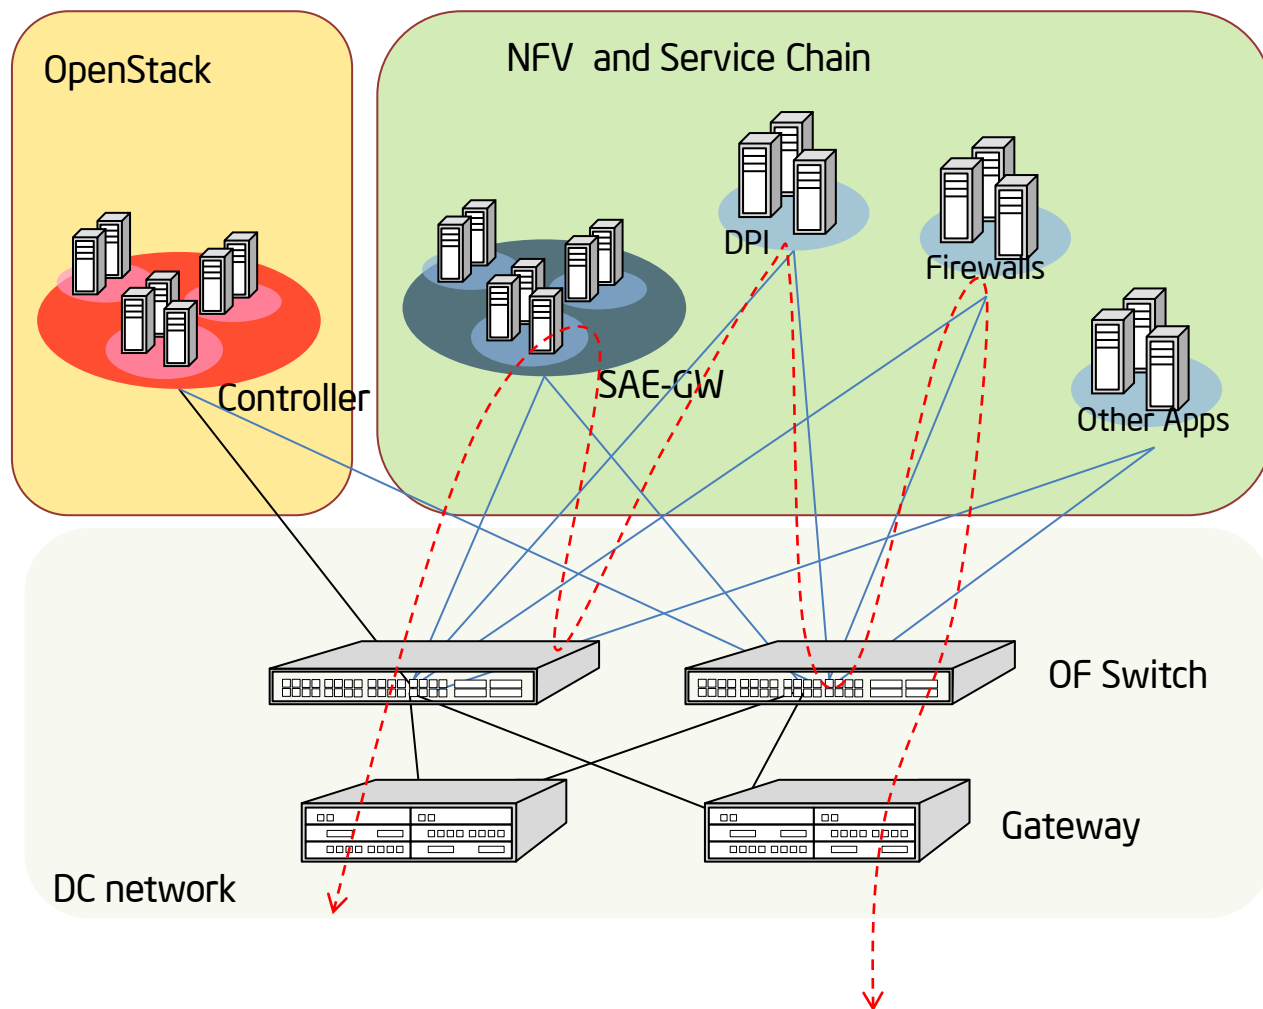 OpenStack
NFV and Service Chain
DPI
Firewalls
SAE-GW
Controller
Other Apps
OF Switch
Gateway
DC network